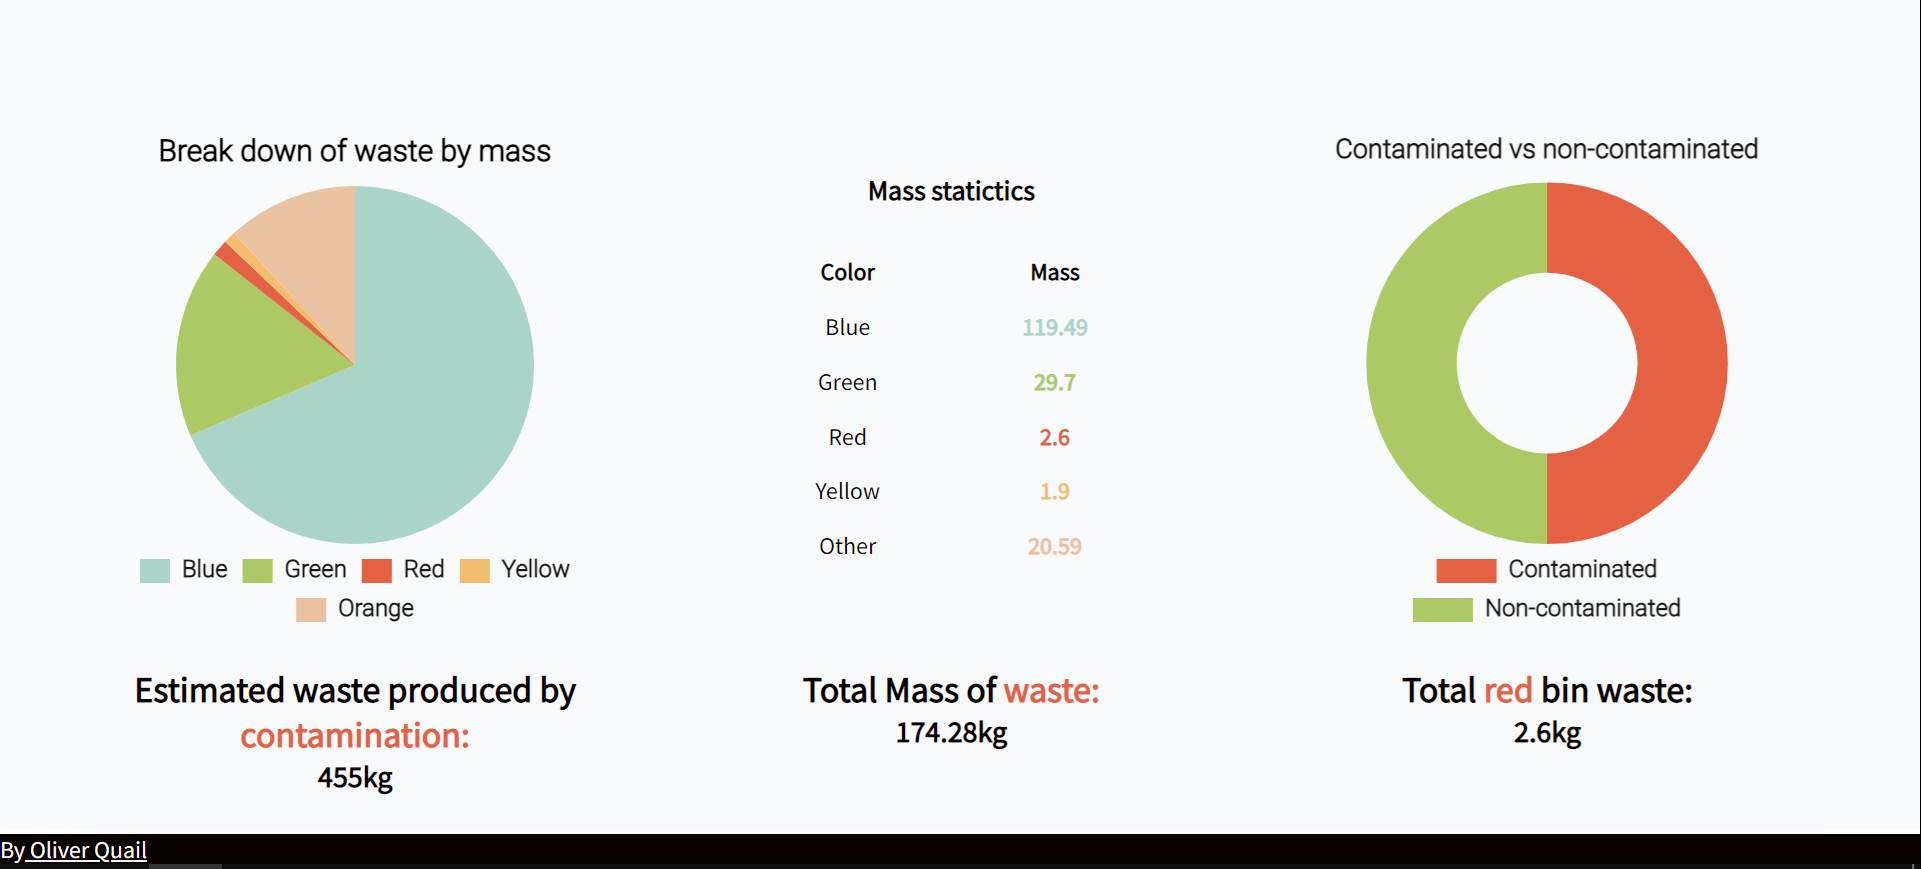 Break down of waste by mass
Blue
Green
Red
Yellow
Orange
Estimated waste produced by
contamination:
455kg
Mass statictics
Color Mass
Blue 119.49
Green 29.7
Red 2.6
Yellow 1.9
Other 20.59
Total Mass of waste:
174.28kg
Contaminated vs non-contaminated
Contaminated
Non-contaminated
Total red bin waste:
2.6kg
By Oliver Quail